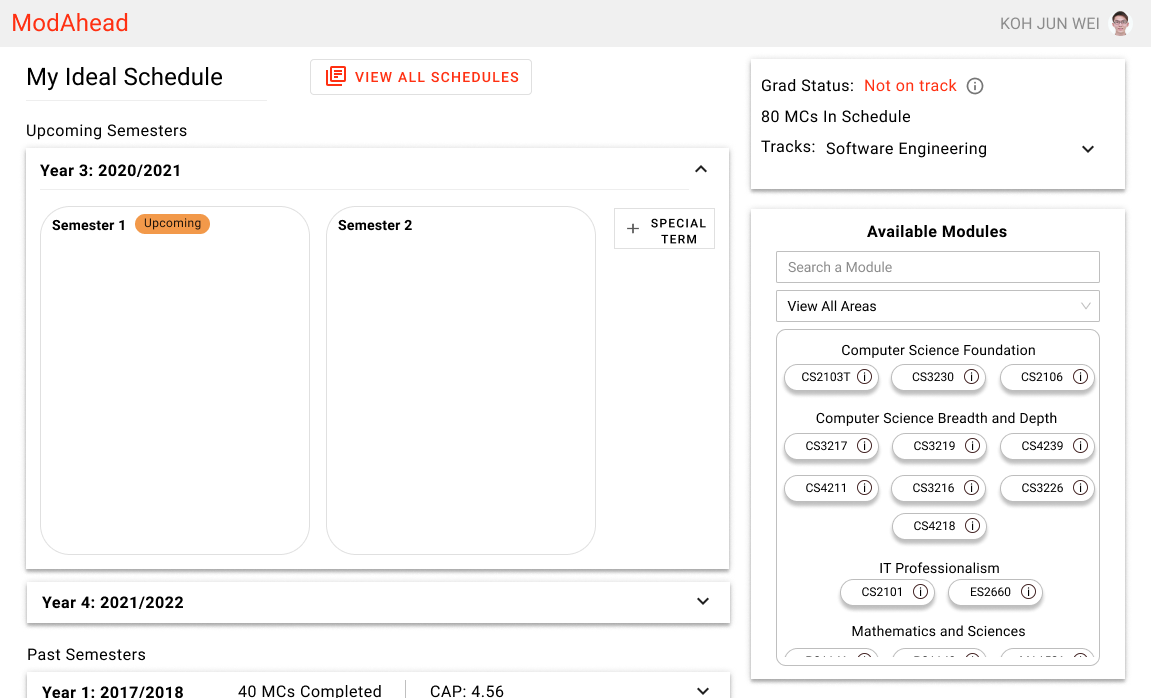 ModAhead
KOH JUN WEI
My Ideal Schedule
VIEW ALL SCHEDULES
Upcoming Semesters
Year 3: 2020/2021
Semester 1 Upcoming
Semester 2
SPECIAL
TERM
Year 4: 2021/2022
Past Semesters
Year 1: 2017/2018 40 MCs Completed CAP: 4.56
Grad Status: Not on track
80 MCs In Schedule
Tracks: Software Engineering
Available Modules
Search a Module
View All Areas
Computer Science Foundation
CS2103T CS3230 CS2106
Computer Science Breadth and Depth
CS3217 CS3219 CS4239
CS4211 CS3216 CS3226
CS4218
IT Professionalism
CS2101 ES2660
Mathematics and Sciences